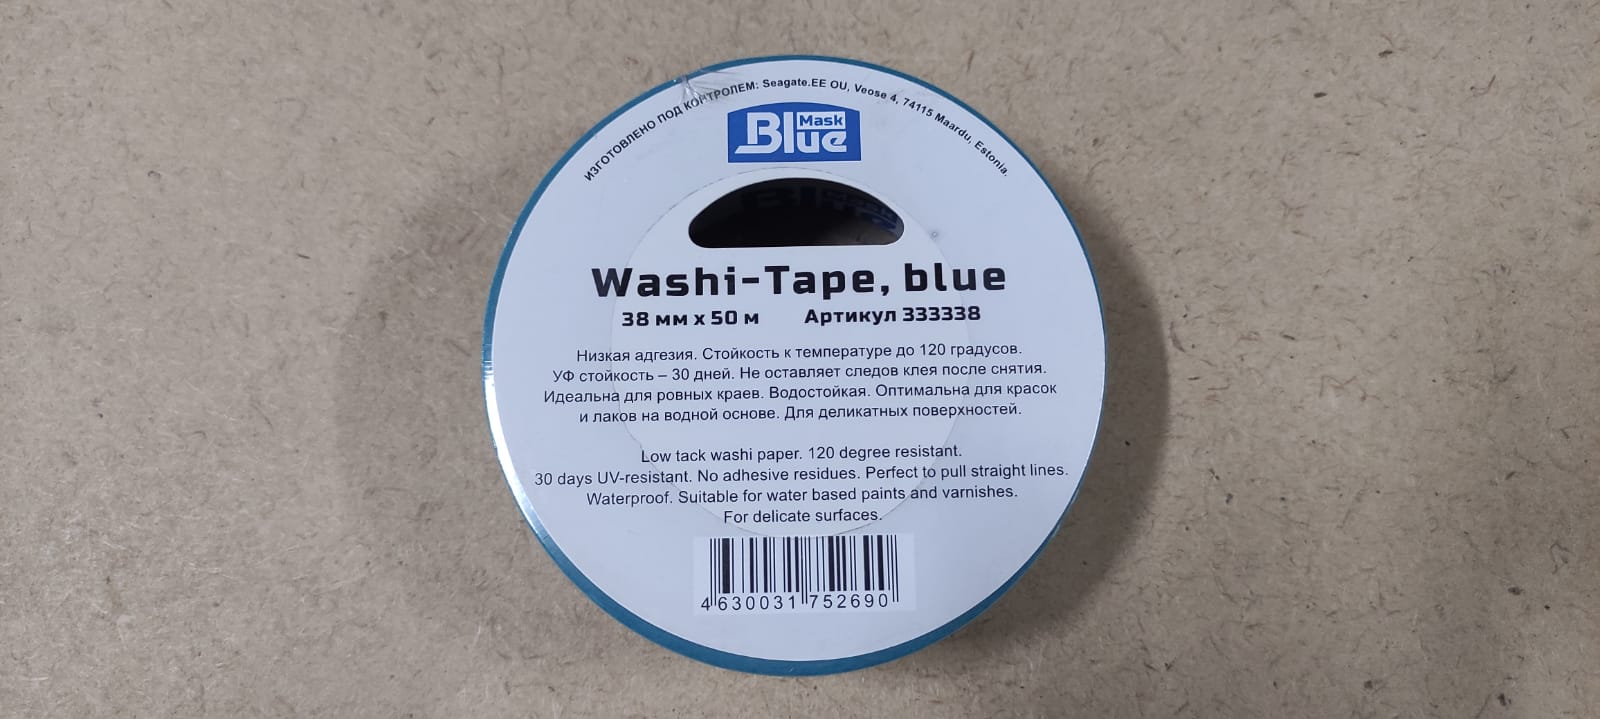 ИЗГОТОВЛЕНО ПОД КОНТРОЛЕМ: Seagate.EE OU, Veose 4, 74115 Maardu, Estonia.
Blue Mask
Washi-Tape, blue
38 мм x 50 м Артикул 333338
Низкая адгезия. Стойкость к температуре до 120 градусов.
УФ стойкость – 30 дней. Не оставляет следов клея после снятия.
Идеальна для ровных краев. Водостойкая. Оптимальна для красок
и лаков на водной основе. Для деликатных поверхностей.
Low tack washi paper. 120 degree resistant.
30 days UV-resistant. No adhesive residues. Perfect to pull straight lines.
Waterproof. Suitable for water based paints and varnishes.
For delicate surfaces.
4 630031 752690